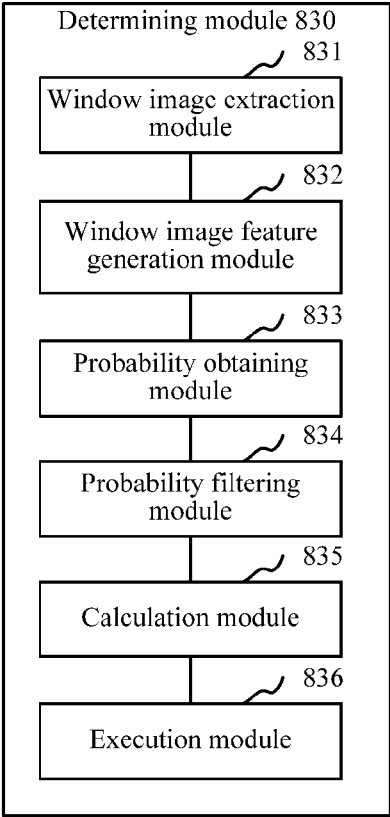 Determining module 830
831
Window image extraction
module
832
Window image feature
generation module
833
Probability obtaining
module
834
Probability filtering
module
835
Calculation module
836
Execution module